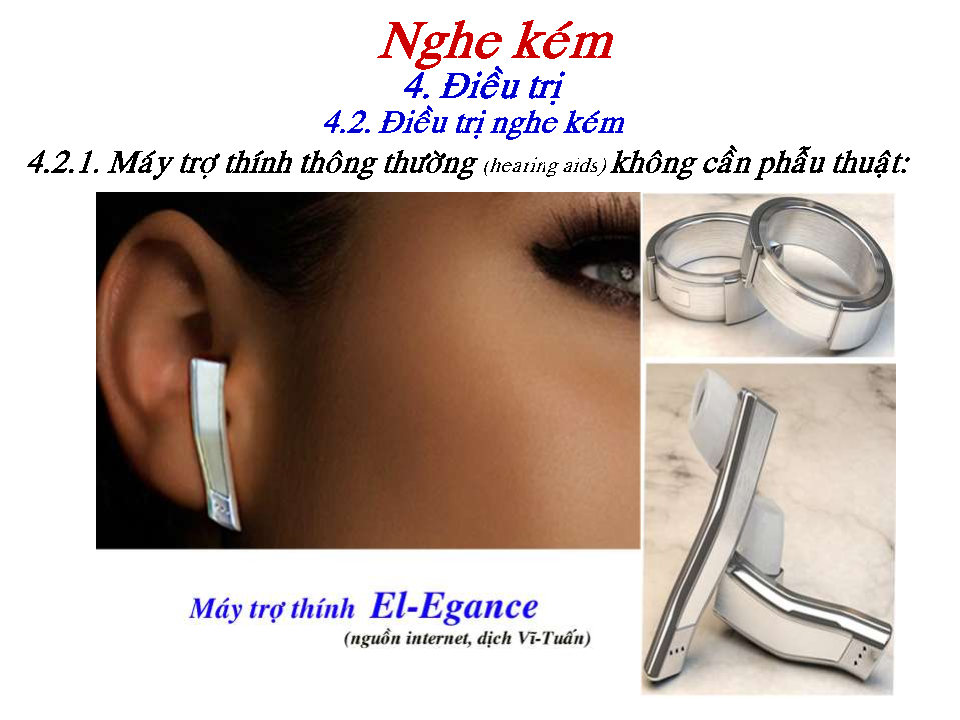 Nghe kém
4. Điều trị
4.2. Điều trị nghe kém
4.2.1. Máy trợ thính thông thường (hearing aids) không cần phẫu thuật:
Máy trợ thính El-Egance
(nguồn internet, dịch Vĩ-Tuấn)